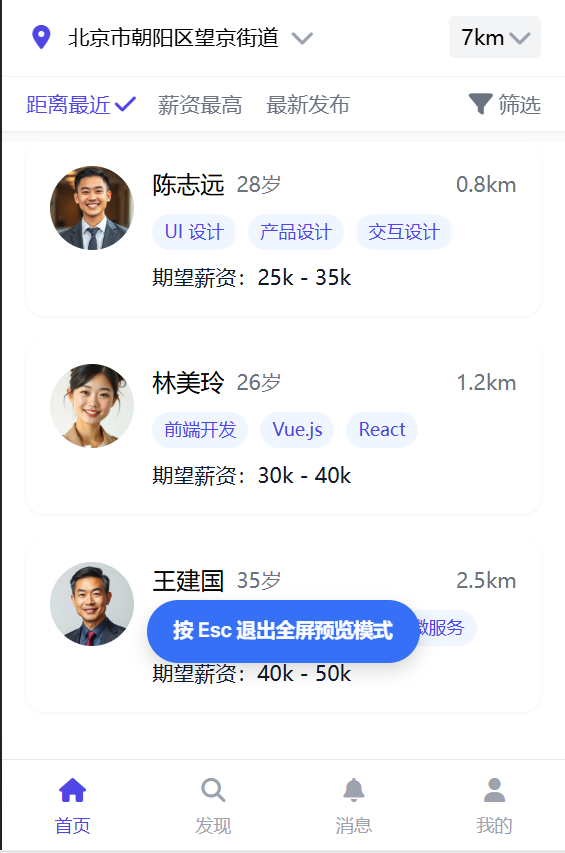 北京市朝阳区望京街道
7km
距离最近 薪资最高 最新发布 筛选
陈志远 28岁 0.8km
UI 设计 产品设计 交互设计
期望薪资：25k - 35k
林美玲 26岁 1.2km
前端开发 Vue.js React
期望薪资：30k - 40k
王建国 35岁 2.5km
微服务
按 Esc 退出全屏预览模式
期望薪资：40k - 50k
首页 发现 消息 我的